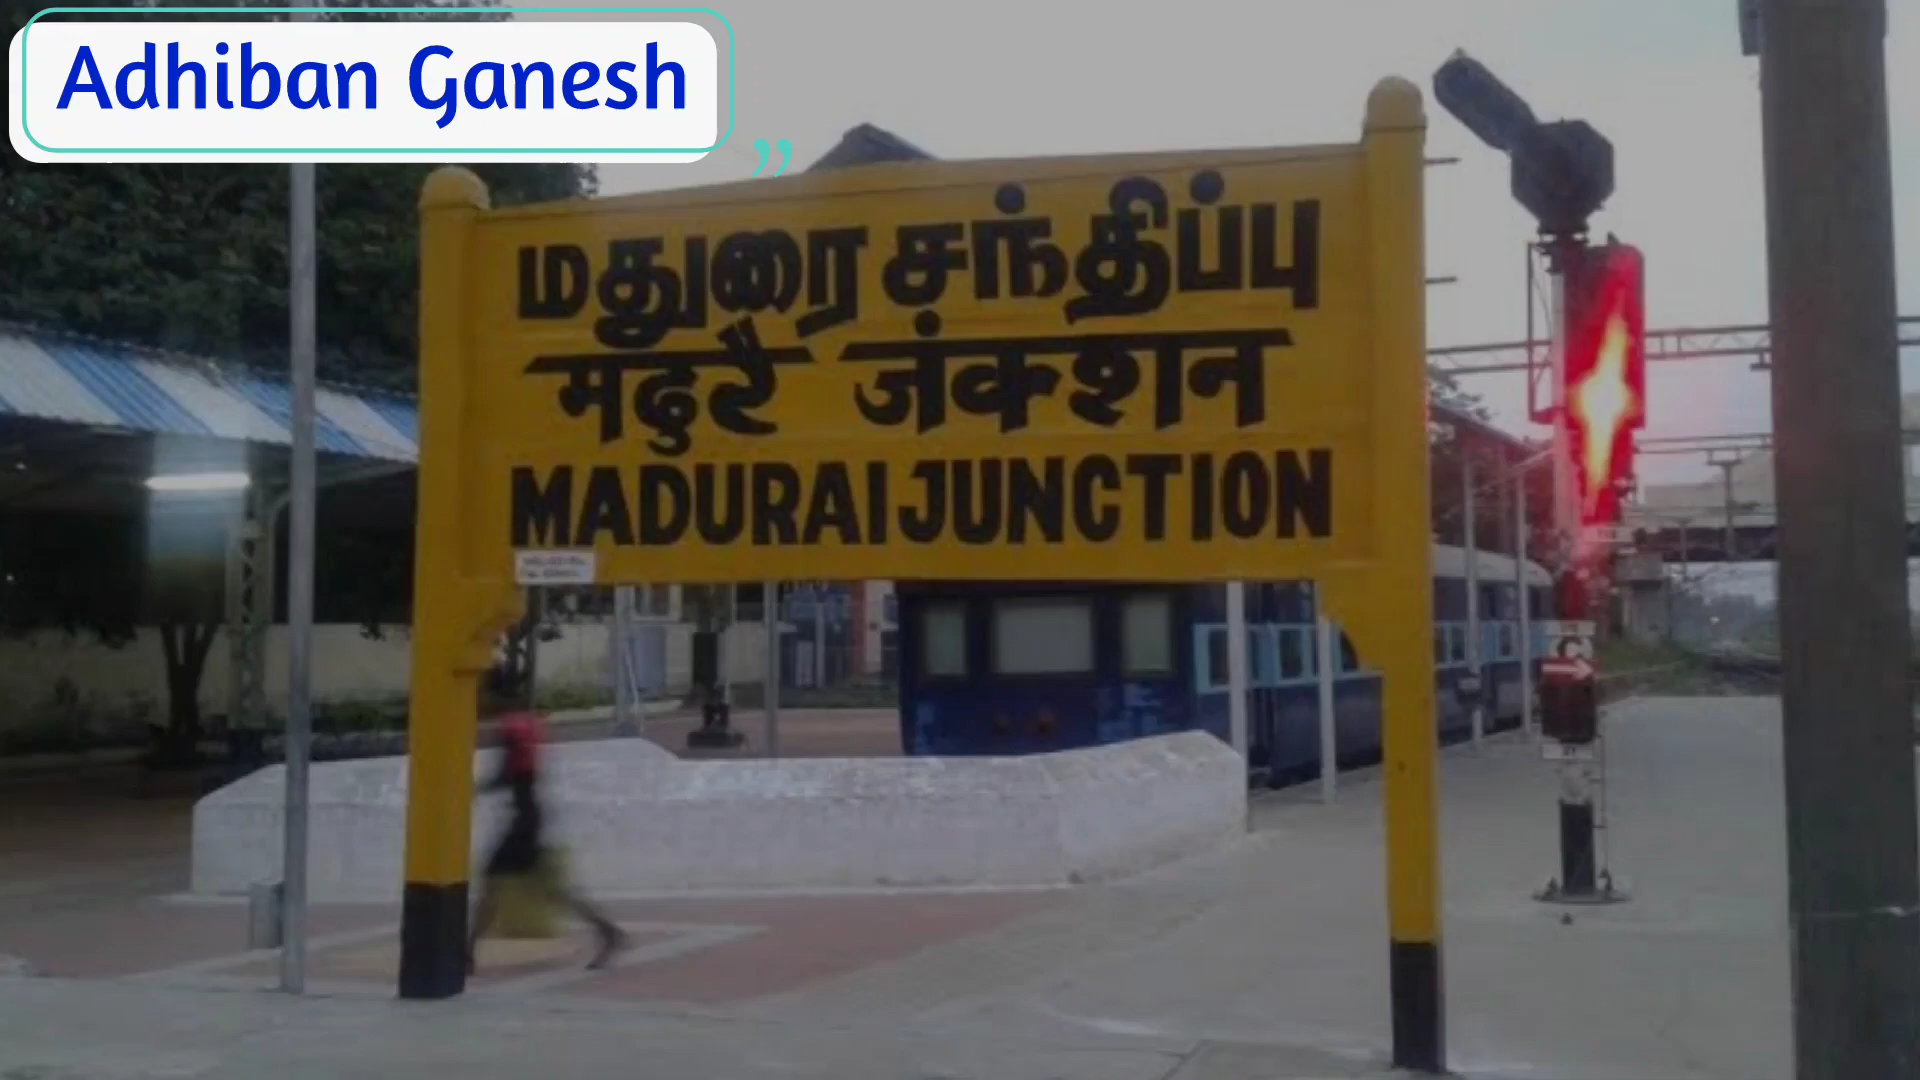 Adhiban Ganesh
”
மதுரை சந்திப்பு
मदुरै जंकशन
MADURAI JUNCTION
C